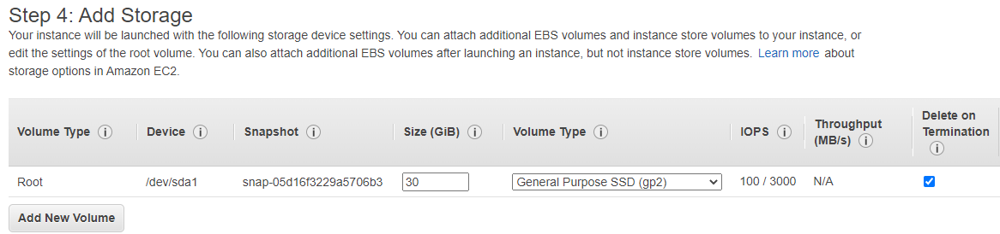 Step 4: Add Storage
Your instance will be launched with the following storage device settings. You can attach additional EBS volumes and instance store volumes to your instance, or
edit the settings of the root volume. You can also attach additional EBS volumes after launching an instance, but not instance store volumes. Learn more about
storage options in Amazon EC2.
Volume Type Device Snapshot Size (GiB) Volume Type IOPS Throughput (MB/s) Delete on Termination
Root /dev/sda1 snap-05d16f3229a5706b3 30 General Purpose SSD (gp2) 100 / 3000 N/A
Add New Volume